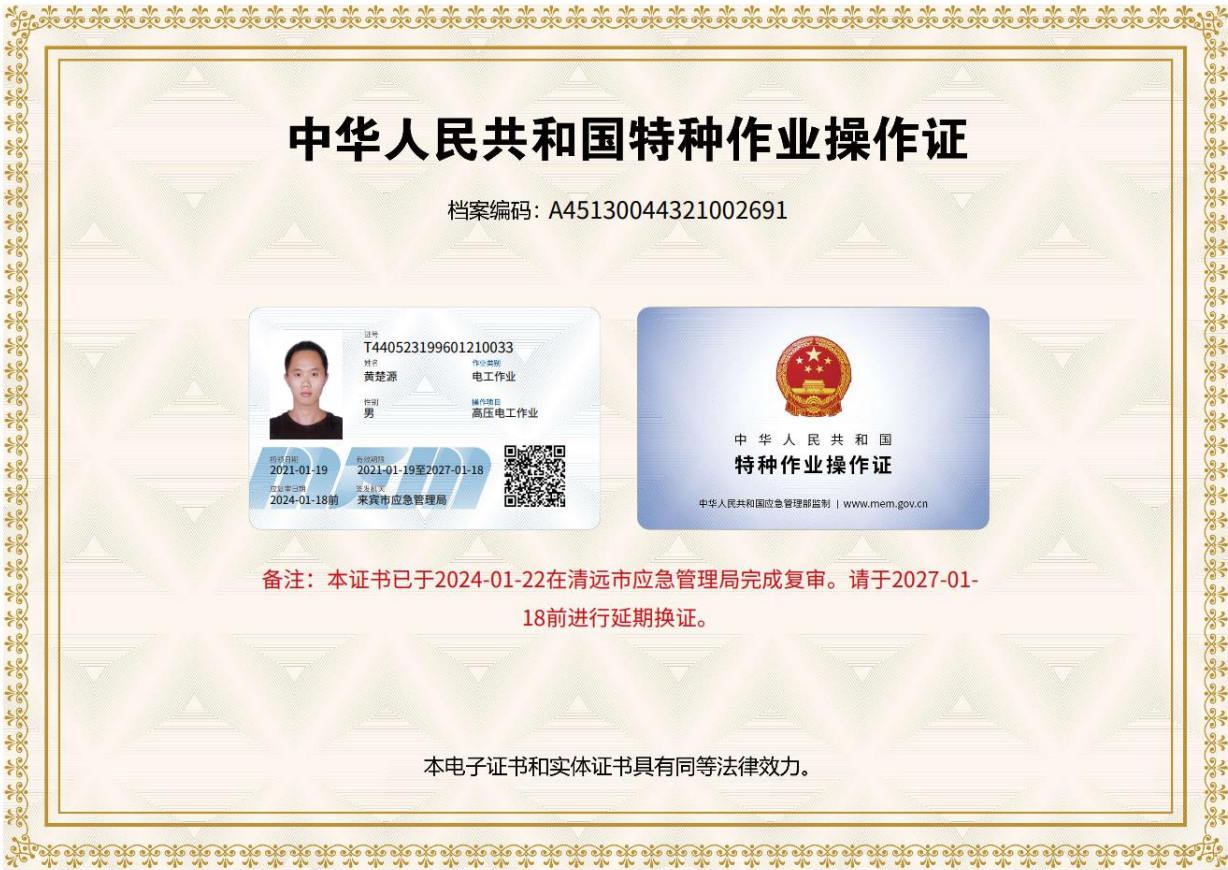 中华人民共和国特种作业操作证
档案编码：A45130044321002691
证号
T440523199601210033
姓名 作业类别
黄楚源 电工作业
性别 操作项目
男 高压电工作业
初领日期 有效期限
2021-01-19 2021-01-19至2027-01-18
应复审日期 签发机关
2024-01-18前 来宾市应急管理局
中华人民共和国
特种作业操作证
中华人民共和国应急管理部监制 | www.mem.gov.cn
备注：本证书已于2024-01-22在清远市应急管理局完成复审。请于2027-01-
18前进行延期换证。
本电子证书和实体证书具有同等法律效力。